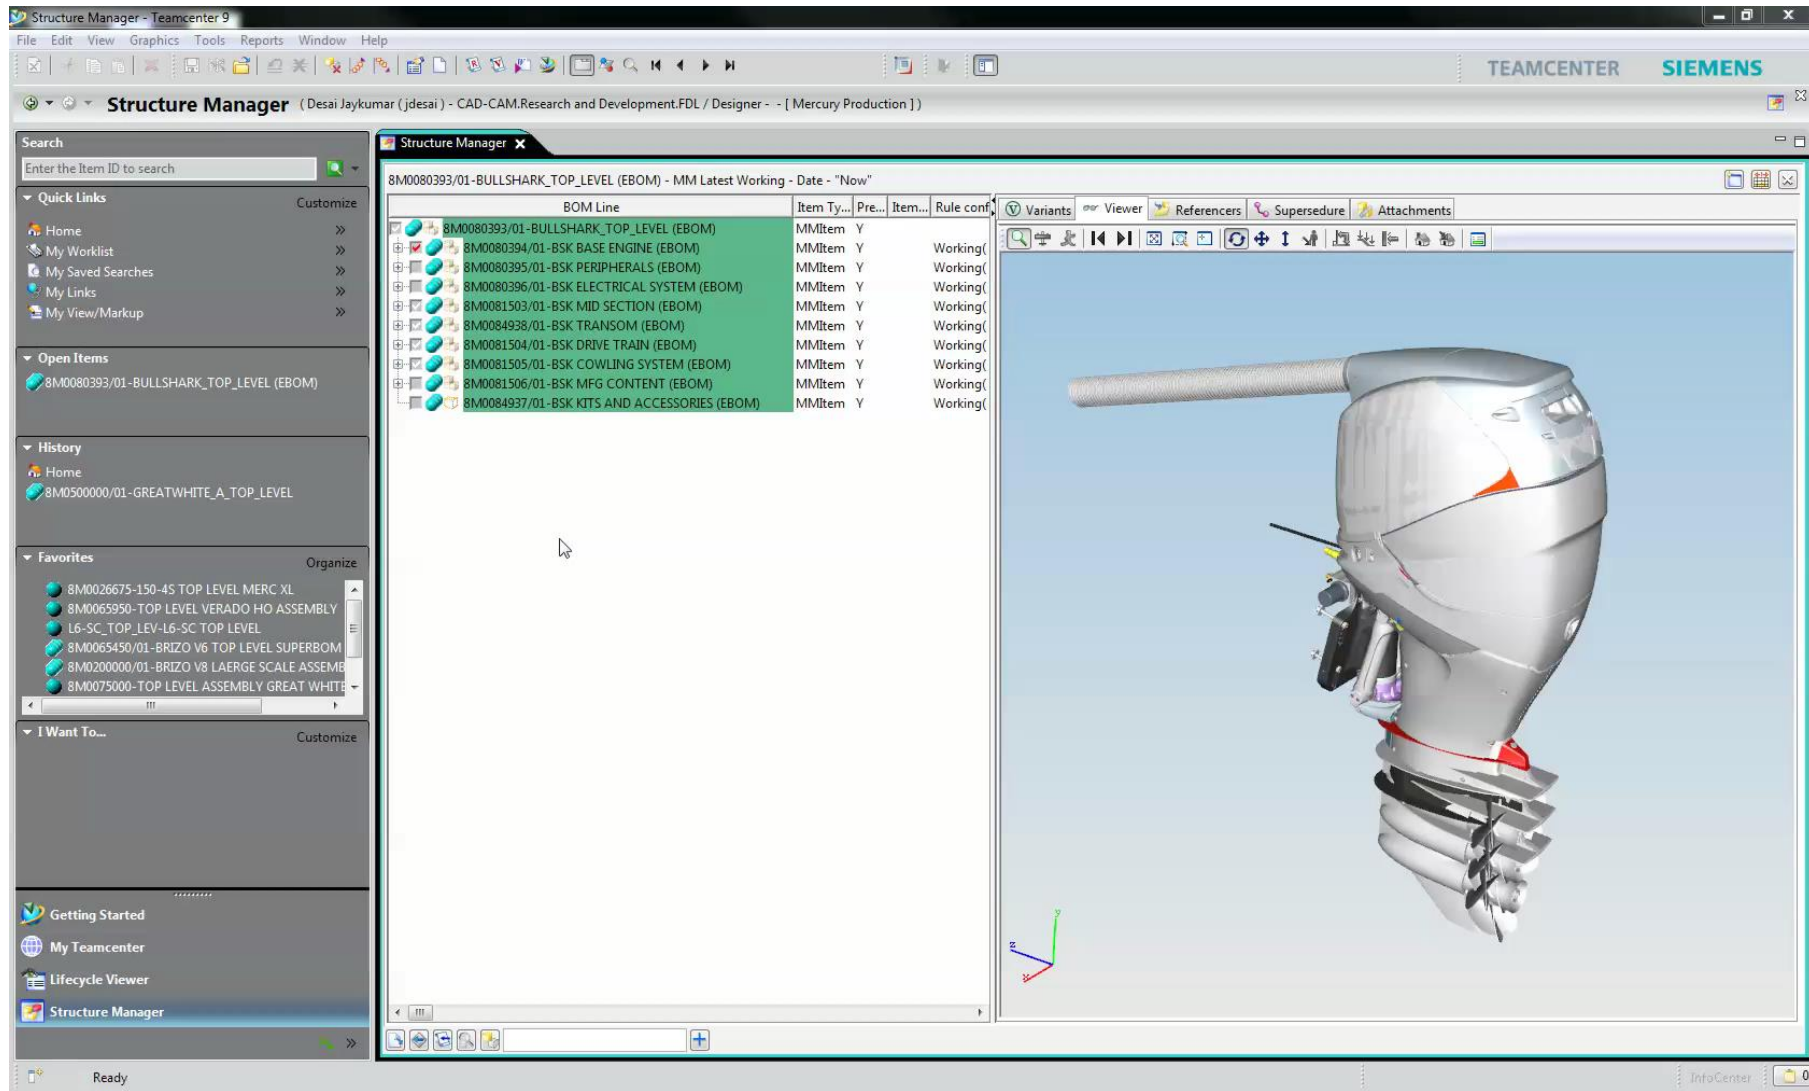 Structure Manager - Teamcenter 9
File Edit View Graphics Tools Reports Window Help
TEAMCENTER SIEMENS
Structure Manager ( Desai Jaykumar ( jdesai ) - CAD-CAM.Research and Development.FDL / Designer - - [ Mercury Production ] )
Search
Enter the Item ID to search
Quick Links Customize
Home
My Worklist
My Saved Searches
My Links
My View/Markup
Open Items
8M0080393/01-BULLSHARK_TOP_LEVEL (EBOM)
History
Home
8M0500000/01-GREATWHITE_A_TOP_LEVEL
Favorites Organize
8M0026675-150-4S TOP LEVEL MERC XL
8M0065950-TOP LEVEL VERADO HO ASSEMBLY
L6-SC_TOP_LEV-L6-SC TOP LEVEL
8M0065450/01-BRIZO V6 TOP LEVEL SUPERBOM
8M0200000/01-BRIZO V8 LAERGE SCALE ASSEMB
8M0075000-TOP LEVEL ASSEMBLY GREAT WHITE
I Want To... Customize
Getting Started
My Teamcenter
Lifecycle Viewer
Structure Manager
Structure Manager
8M0080393/01-BULLSHARK_TOP_LEVEL (EBOM) - MM Latest Working - Date - "Now"
BOM Line Item Ty... Pre... Item... Rule conf
8M0080393/01-BULLSHARK_TOP_LEVEL (EBOM) MMItem Y
8M0080394/01-BSK BASE ENGINE (EBOM) MMItem Y Working(
8M0080395/01-BSK PERIPHERALS (EBOM) MMItem Y Working(
8M0080396/01-BSK ELECTRICAL SYSTEM (EBOM) MMItem Y Working(
8M0081503/01-BSK MID SECTION (EBOM) MMItem Y Working(
8M0084938/01-BSK TRANSOM (EBOM) MMItem Y Working(
8M0081504/01-BSK DRIVE TRAIN (EBOM) MMItem Y Working(
8M0081505/01-BSK COWLING SYSTEM (EBOM) MMItem Y Working(
8M0081506/01-BSK MFG CONTENT (EBOM) MMItem Y Working(
8M0084937/01-BSK KITS AND ACCESSORIES (EBOM) MMItem Y Working(
Variants Viewer Referencers Supersedure Attachments
y
z
x
Ready
InfoCenter 0